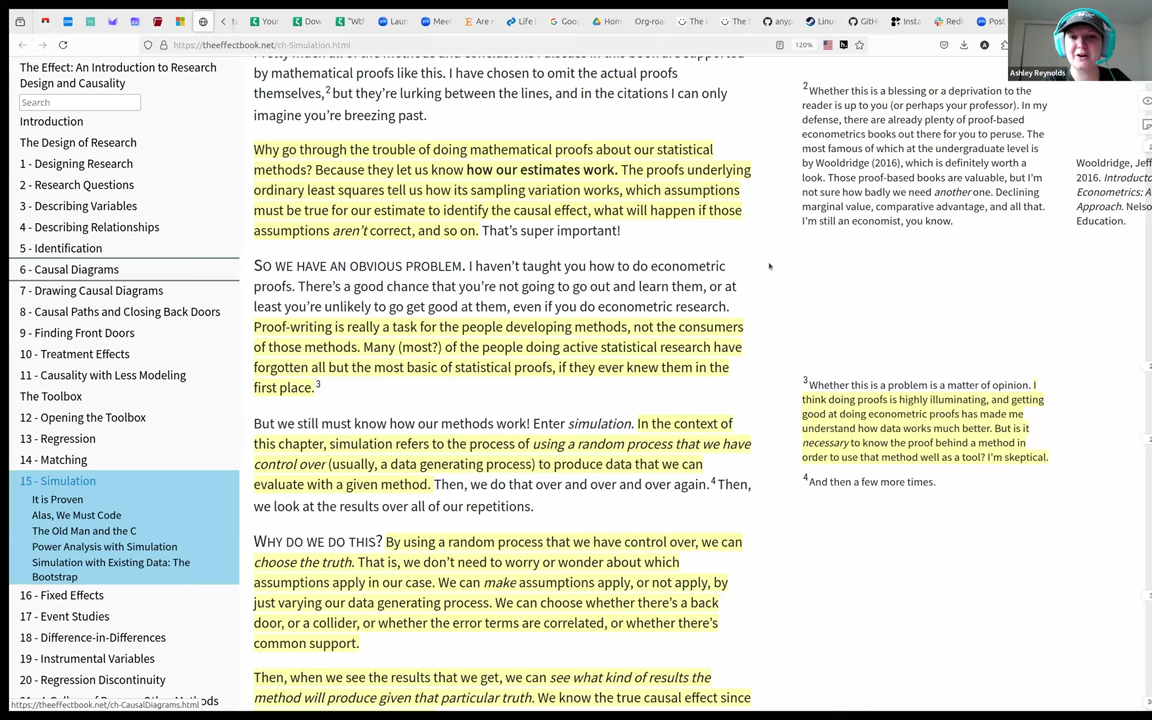 Your
Dow
"Wtl
Laun
Meet
Are r
Life l
Goog
Hom
Org-roa
The l
The l
anyp
Linu
GitH
Insta
Redi
Post
https://theeffectbook.net/ch-Simulation.html
120%
Ashley Reynolds
The Effect: An Introduction to Research
Design and Causality
Search
Introduction
The Design of Research
1 - Designing Research
2 - Research Questions
3 - Describing Variables
4 - Describing Relationships
5 - Identification
6 - Causal Diagrams
7 - Drawing Causal Diagrams
8 - Causal Paths and Closing Back Doors
9 - Finding Front Doors
10 - Treatment Effects
11 - Causality with Less Modeling
The Toolbox
12 - Opening the Toolbox
13 - Regression
14 - Matching
15 - Simulation
It is Proven
Alas, We Must Code
The Old Man and the C
Power Analysis with Simulation
Simulation with Existing Data: The
Bootstrap
16 - Fixed Effects
17 - Event Studies
18 - Difference-in-Differences
19 - Instrumental Variables
20 - Regression Discontinuity
https://theeffectbook.net/ch-CausalDiagrams.html
by mathematical proofs like this. I have chosen to omit the actual proofs
themselves,2 but they're lurking between the lines, and in the citations I can only
imagine you're breezing past.
Why go through the trouble of doing mathematical proofs about our statistical
methods? Because they let us know how our estimates work. The proofs underlying
ordinary least squares tell us how its sampling variation works, which assumptions
must be true for our estimate to identify the causal effect, what will happen if those
assumptions aren't correct, and so on. That's super important!
SO WE HAVE AN OBVIOUS PROBLEM. I haven't taught you how to do econometric
proofs. There's a good chance that you're not going to go out and learn them, or at
least you're unlikely to go get good at them, even if you do econometric research.
Proof-writing is really a task for the people developing methods, not the consumers
of those methods. Many (most?) of the people doing active statistical research have
forgotten all but the most basic of statistical proofs, if they ever knew them in the
first place.3
But we still must know how our methods work! Enter simulation. In the context of
this chapter, simulation refers to the process of using a random process that we have
control over (usually, a data generating process) to produce data that we can
evaluate with a given method. Then, we do that over and over and over again.4 Then,
we look at the results over all of our repetitions.
WHY DO WE DO THIS? By using a random process that we have control over, we can
choose the truth. That is, we don't need to worry or wonder about which
assumptions apply in our case. We can make assumptions apply, or not apply, by
just varying our data generating process. We can choose whether there's a back
door, or a collider, or whether the error terms are correlated, or whether there's
common support.
Then, when we see the results that we get, we can see what kind of results the
method will produce given that particular truth. We know the true causal effect since
2Whether this is a blessing or a deprivation to the
reader is up to you (or perhaps your professor). In my
defense, there are already plenty of proof-based
econometrics books out there for you to peruse. The
most famous of which at the undergraduate level is
by Wooldridge (2016), which is definitely worth a
look. Those proof-based books are valuable, but I'm
not sure how badly we need another one. Declining
marginal value, comparative advantage, and all that.
I'm still an economist, you know.
Wooldridge, Jeff
2016. Introducto
Econometrics: A
Approach. Nelso
Education.
3Whether this is a problem is a matter of opinion. I
think doing proofs is highly illuminating, and getting
good at doing econometric proofs has made me
understand how data works much better. But is it
necessary to know the proof behind a method in
order to use that method well as a tool? I'm skeptical.
4And then a few more times.